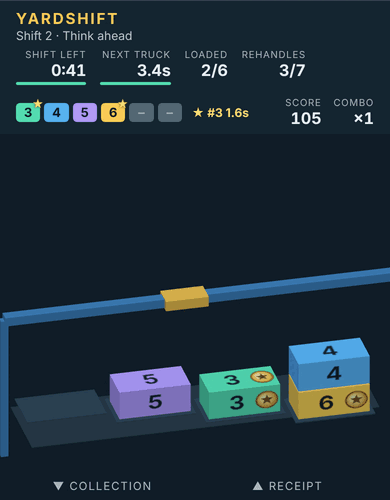 YARDSHIFT
Shift 2 · Think ahead
SHIFT LEFT NEXT TRUCK LOADED REHANDLES
0:41 3.4s 2/6 3/7
3 4 5 6 – – ★ #3 1.6s
SCORE COMBO
105 ×1
4
5 3 4
5 3 6
▼ COLLECTION ▲ RECEIPT